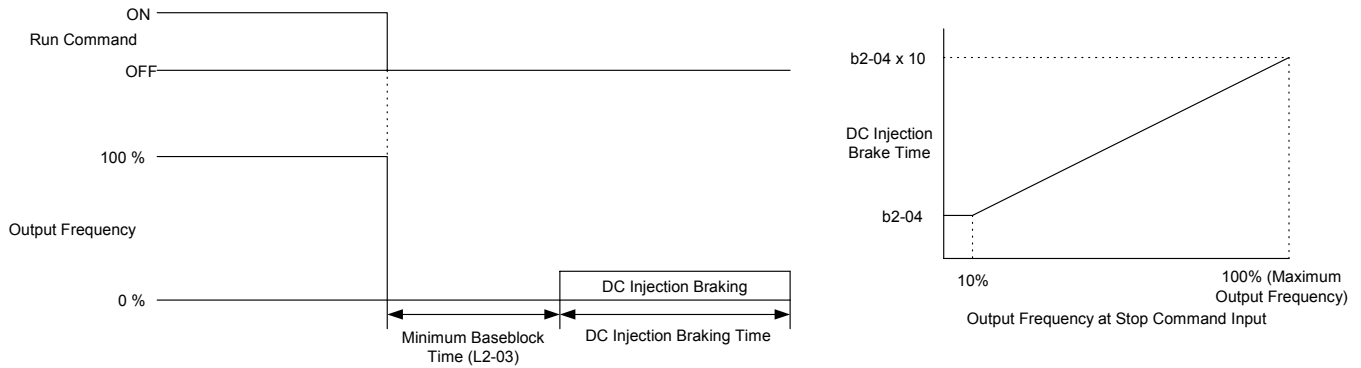 ON
Run Command
OFF
100 %
Output Frequency
0 %
DC Injection Braking
Minimum Baseblock
Time (L2-03)
DC Injection Braking Time
b2-04 x 10
DC Injection
Brake Time
b2-04
10%
100% (Maximum
Output Frequency)
Output Frequency at Stop Command Input